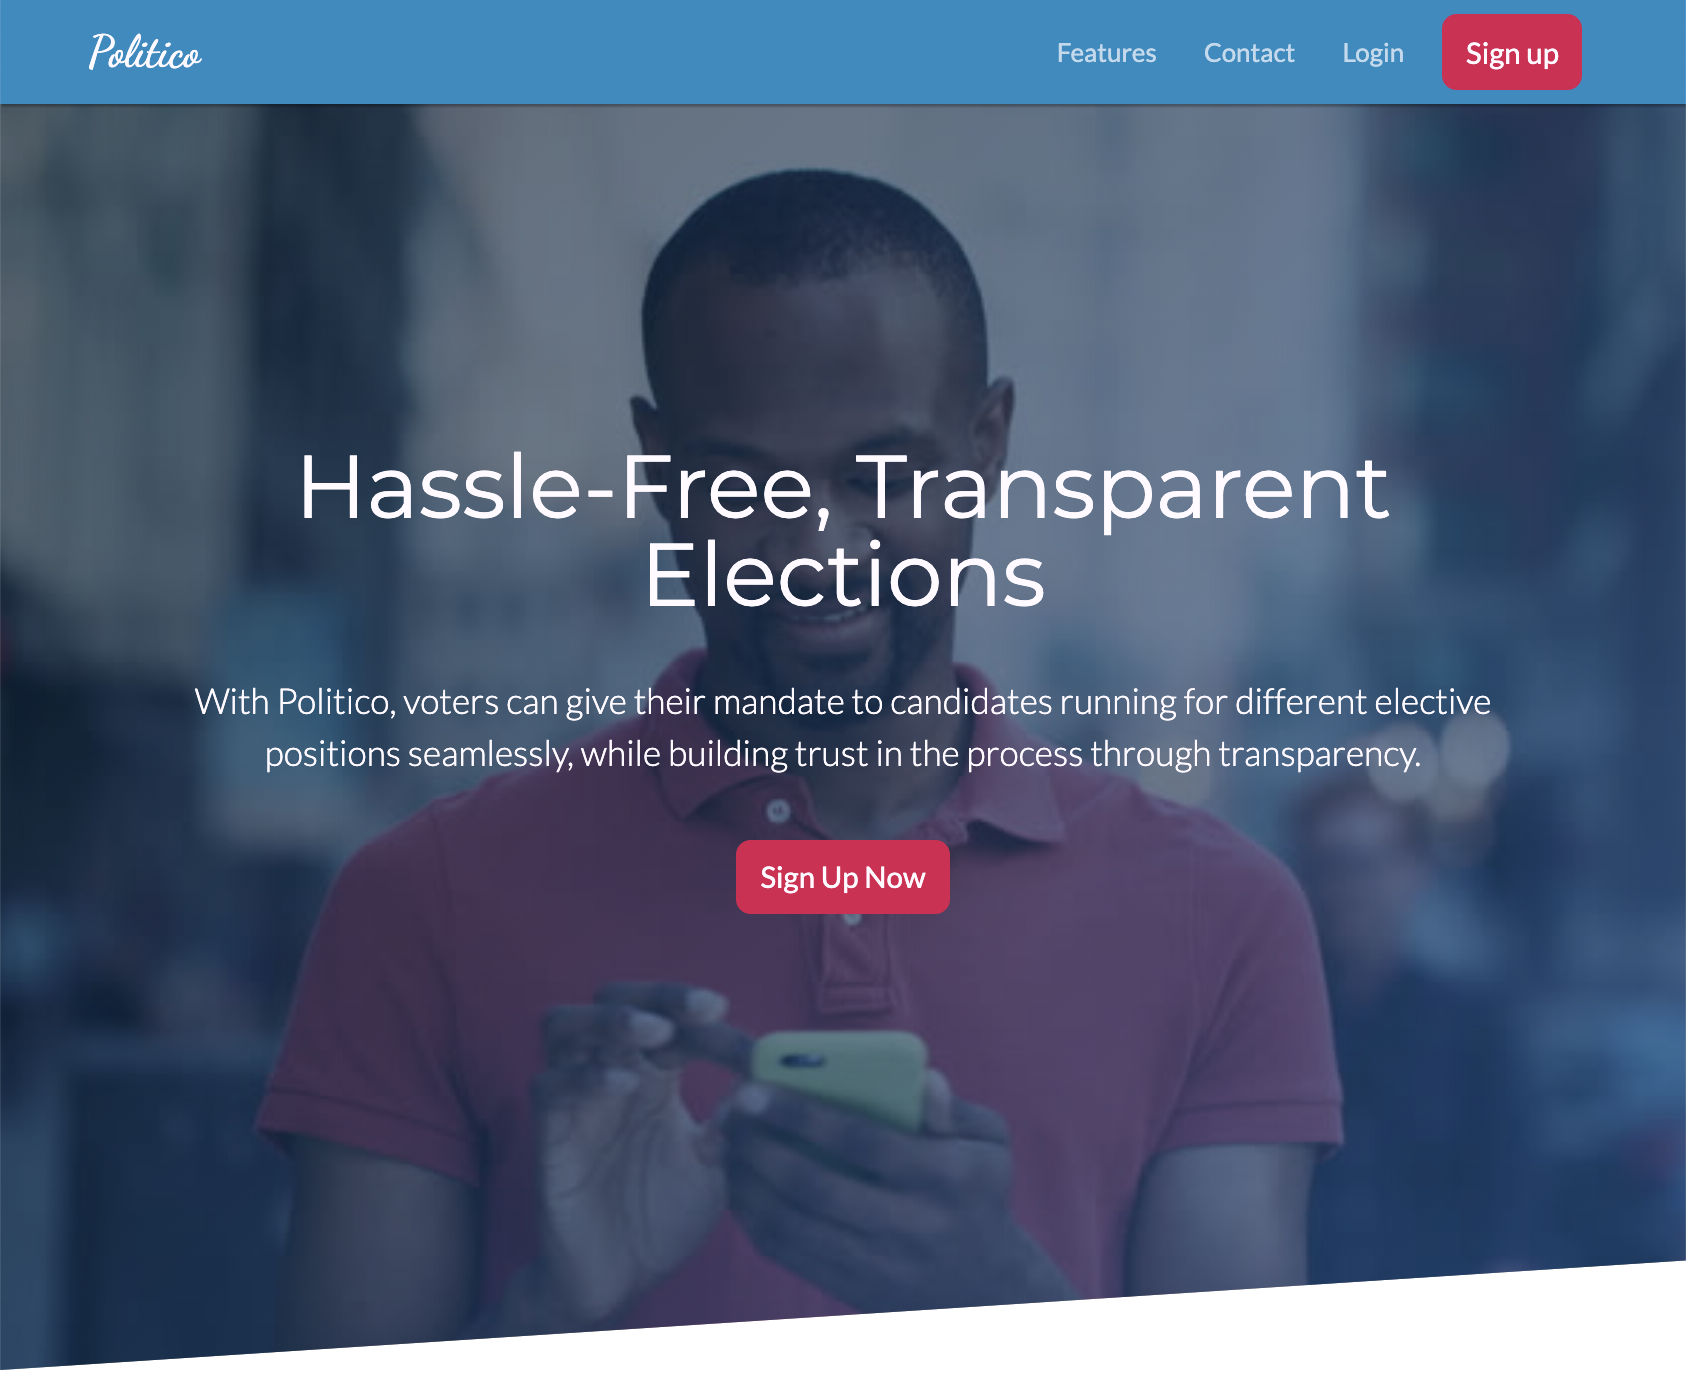 Politico
Features
Contact
Login
Sign up
Hassle-Free, Transparent
Elections
With Politico, voters can give their mandate to candidates running for different elective
positions seamlessly, while building trust in the process through transparency.
Sign Up Now